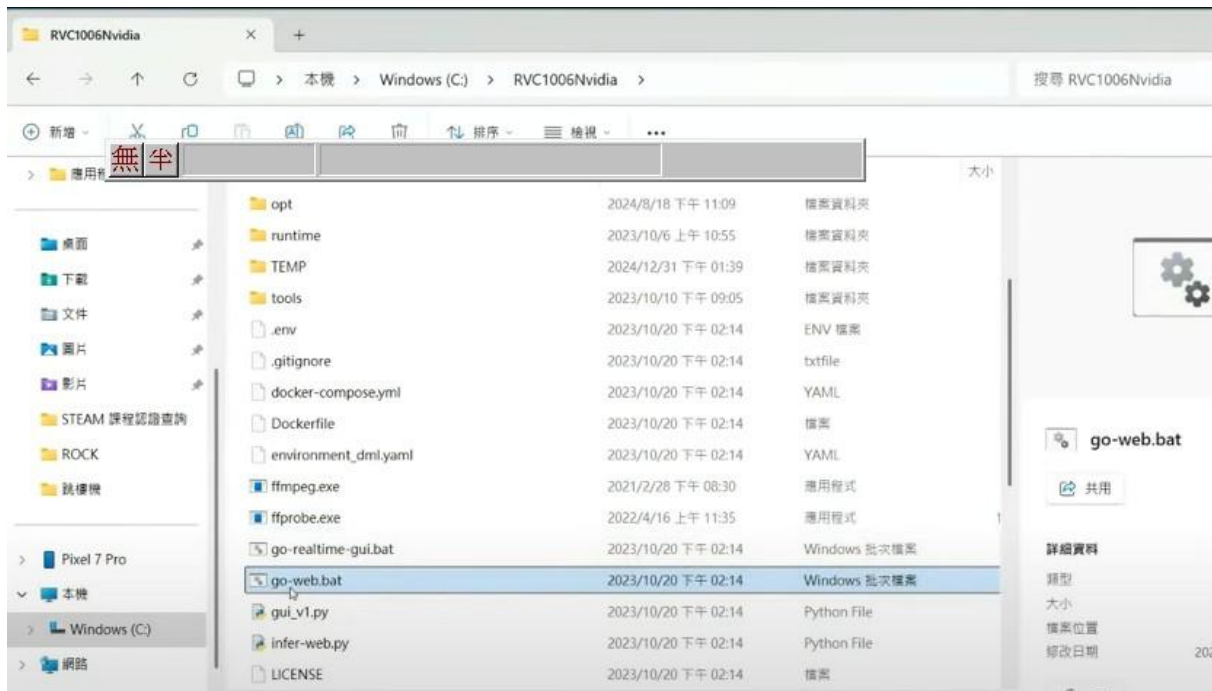 RVC1006Nvidia
本機 > Windows (C:) > RVC1006Nvidia >
搜尋 RVC1006Nvidia
新增
排序
檢視
無 半
應用
大小
opt 2024/8/18 下午 11:09 檔案資料夾
runtime 2023/10/6 上午 10:55 檔案資料夾
TEMP 2024/12/31 下午 01:39 檔案資料夾
tools 2023/10/10 下午 09:05 檔案資料夾
.env 2023/10/20 下午 02:14 ENV 檔案
.gitignore 2023/10/20 下午 02:14 txtfile
docker-compose.yml 2023/10/20 下午 02:14 YAML
Dockerfile 2023/10/20 下午 02:14 檔案
environment_dml.yaml 2023/10/20 下午 02:14 YAML
ffmpeg.exe 2021/2/28 下午 08:30 應用程式
ffprobe.exe 2022/4/16 上午 11:35 應用程式
go-realtime-gui.bat 2023/10/20 下午 02:14 Windows 批次檔案
go-web.bat 2023/10/20 下午 02:14 Windows 批次檔案
gui_v1.py 2023/10/20 下午 02:14 Python File
infer-web.py 2023/10/20 下午 02:14 Python File
LICENSE 2023/10/20 下午 02:14 檔案
桌面
下載
文件
圖片
影片
STEAM 課程認證查詢
ROCK
跳樓機
Pixel 7 Pro
本機
Windows (C:)
網路
go-web.bat
共用
詳細資料
類型
大小
檔案位置
修改日期 202